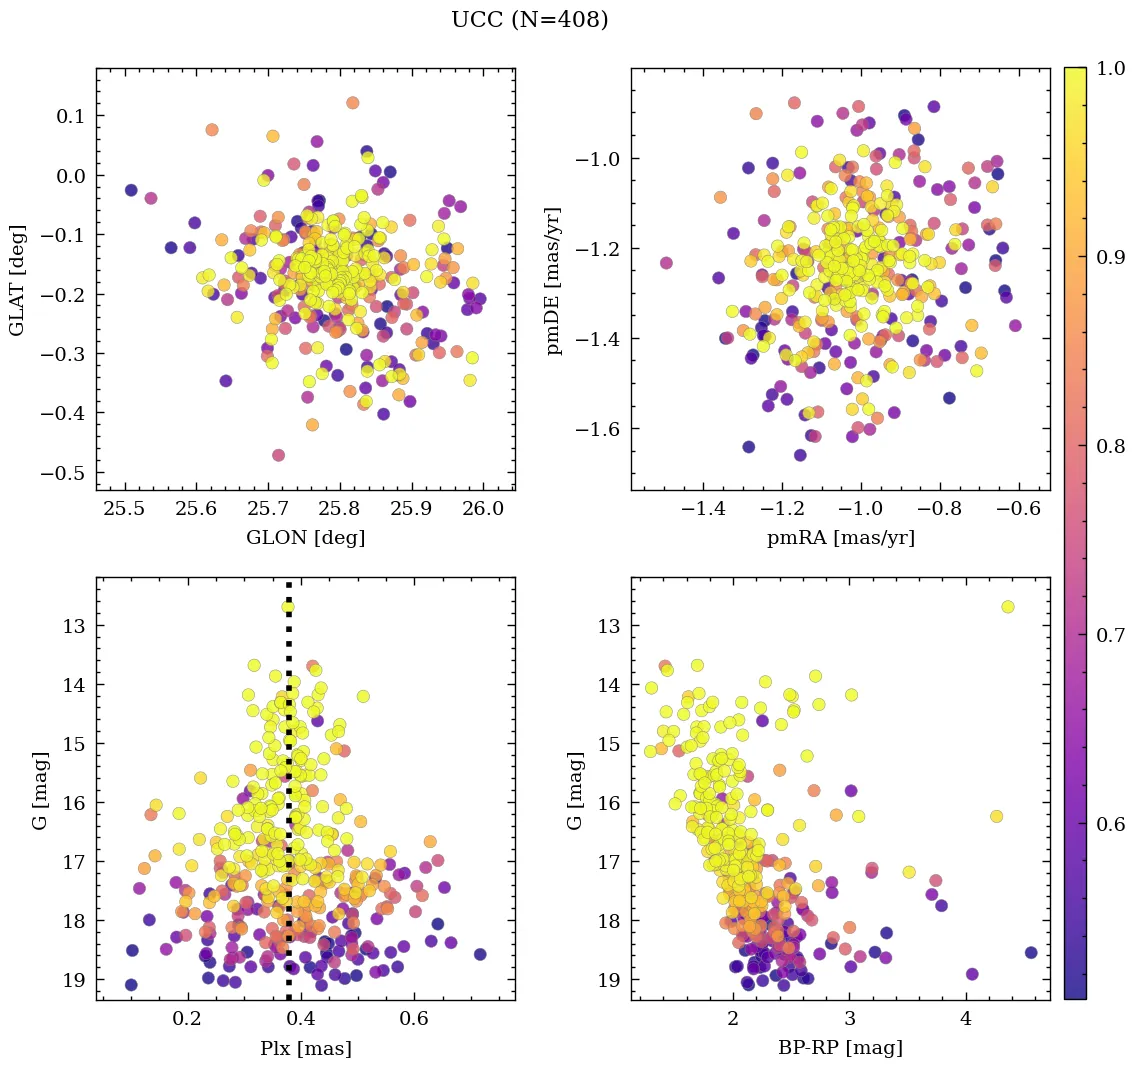 UCC (N=408)
0.1
0.0
−0.1
−0.2
−0.3
−0.4
−0.5
GLAT [deg]
25.5 25.6 25.7 25.8 25.9 26.0
GLON [deg]
−1.0
−1.2
−1.4
−1.6
pmDE [mas/yr]
−1.4 −1.2 −1.0 −0.8 −0.6
pmRA [mas/yr]
1.0
0.9
0.8
0.7
0.6
13
14
15
16
17
18
19
G [mag]
0.2 0.4 0.6
Plx [mas]
13
14
15
16
17
18
19
G [mag]
2 3 4
BP-RP [mag]